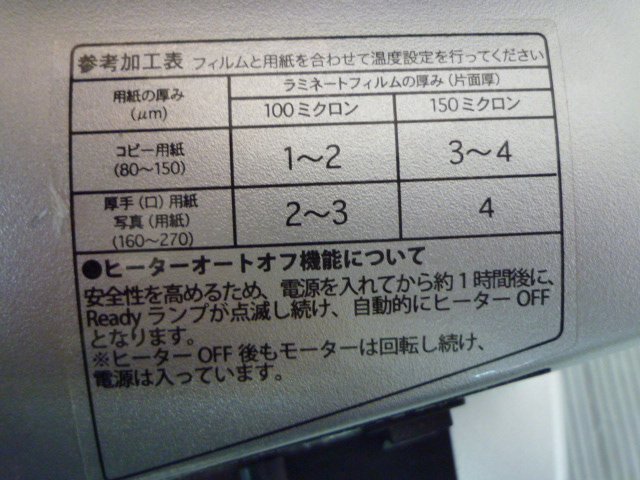 参考加工表 フィルムと用紙を合わせて温度設定を行ってください
用紙の厚み
(μm)
ラミネートフィルムの厚み(片面厚)
100ミクロン
150ミクロン
コピー用紙
(80～150)
1～2
3～4
厚手(口)用紙
写真(用紙)
(160～270)
2～3
4
●ヒーターオートオフ機能について
安全性を高めるため、電源を入れてから約1時間後に、
Readyランプが点滅し続け、自動的にヒーターOFF
となります。
※ヒーターOFF後もモーターは回転し続け、
電源は入っています。